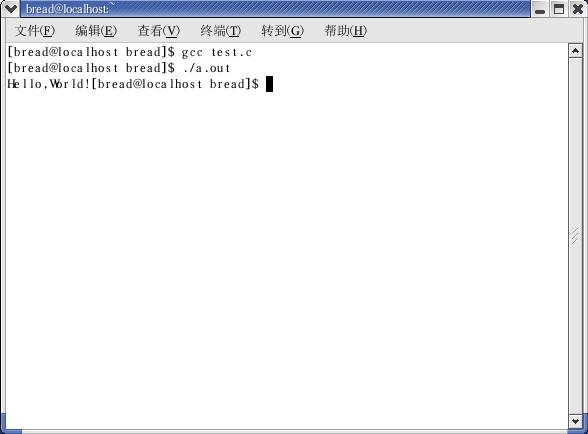 bread@localhost:~
文件(F) 编辑(E) 查看(V) 终端(T) 转到(G) 帮助(H)
[bread@localhost bread]$ gcc test.c
[bread@localhost bread]$ ./a.out
Hello,World![bread@localhost bread]$